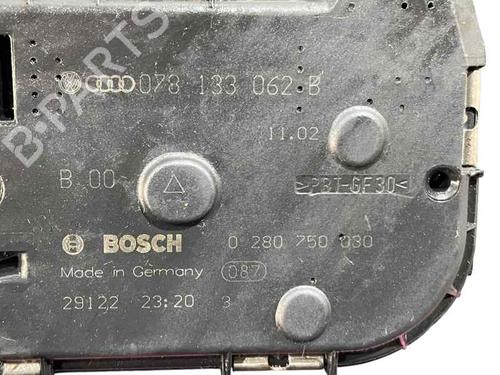 B-PARTS
078 133 062 B
11.02
B 00
>PBT-GF30<
BOSCH 0 280 750 030
Made in Germany 087
29122 23:20 3